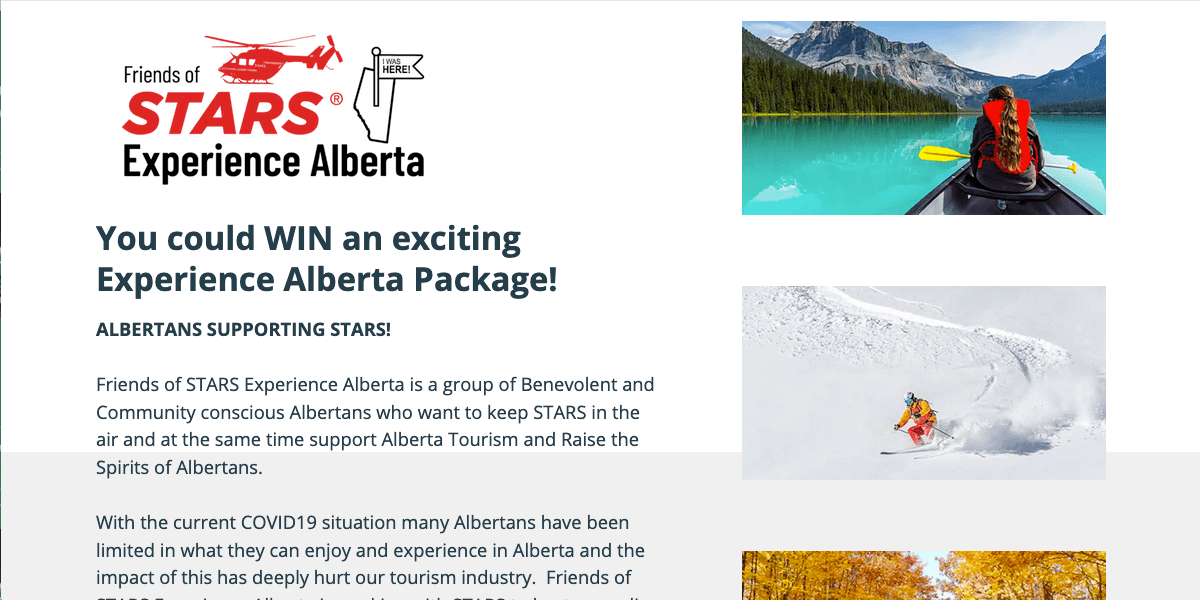 Friends of
STARS®
I WAS
HERE!
Experience Alberta
You could WIN an exciting
Experience Alberta Package!
ALBERTANS SUPPORTING STARS!
Friends of STARS Experience Alberta is a group of Benevolent and
Community conscious Albertans who want to keep STARS in the
air and at the same time support Alberta Tourism and Raise the
Spirits of Albertans.
With the current COVID19 situation many Albertans have been
limited in what they can enjoy and experience in Alberta and the
impact of this has deeply hurt our tourism industry.  Friends of